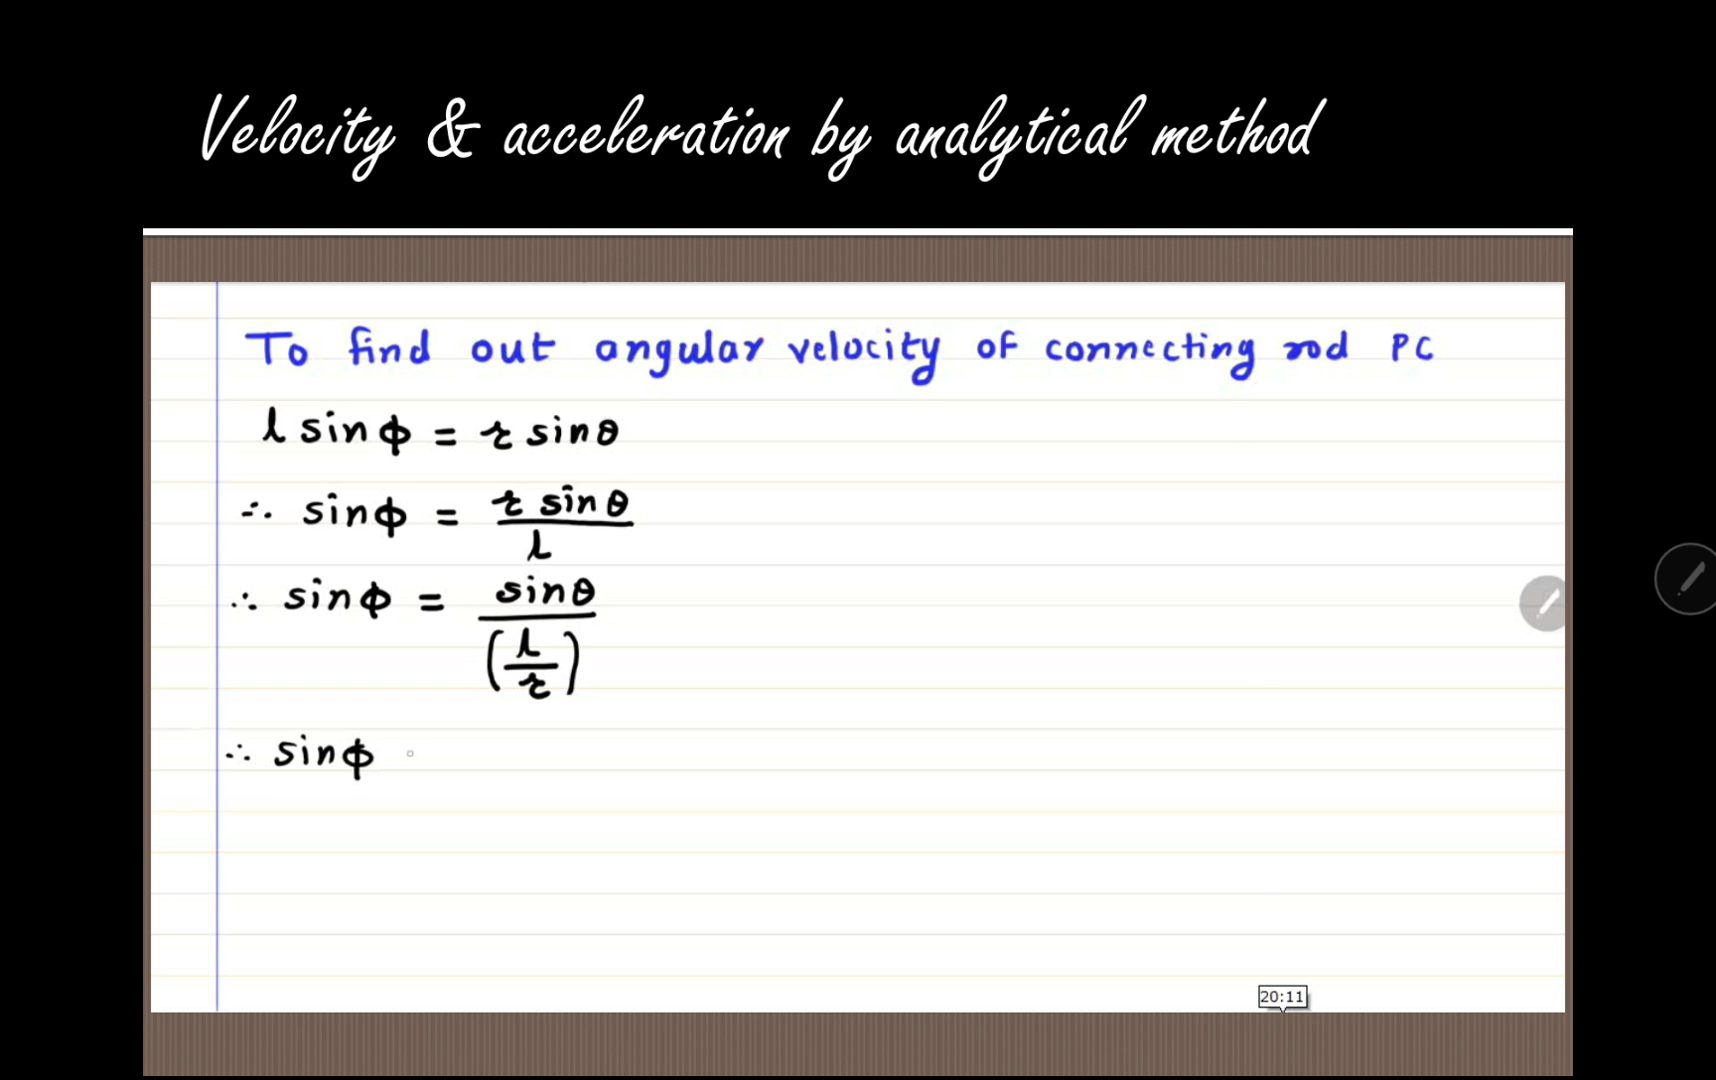 Velocity & acceleration by analytical method
To find out angular velocity of connecting rod PC
l sinϕ = r sinθ
∴ sinϕ = r sinθ / l
∴ sinϕ = sinθ / (l/r)
∴ sinϕ
20:11